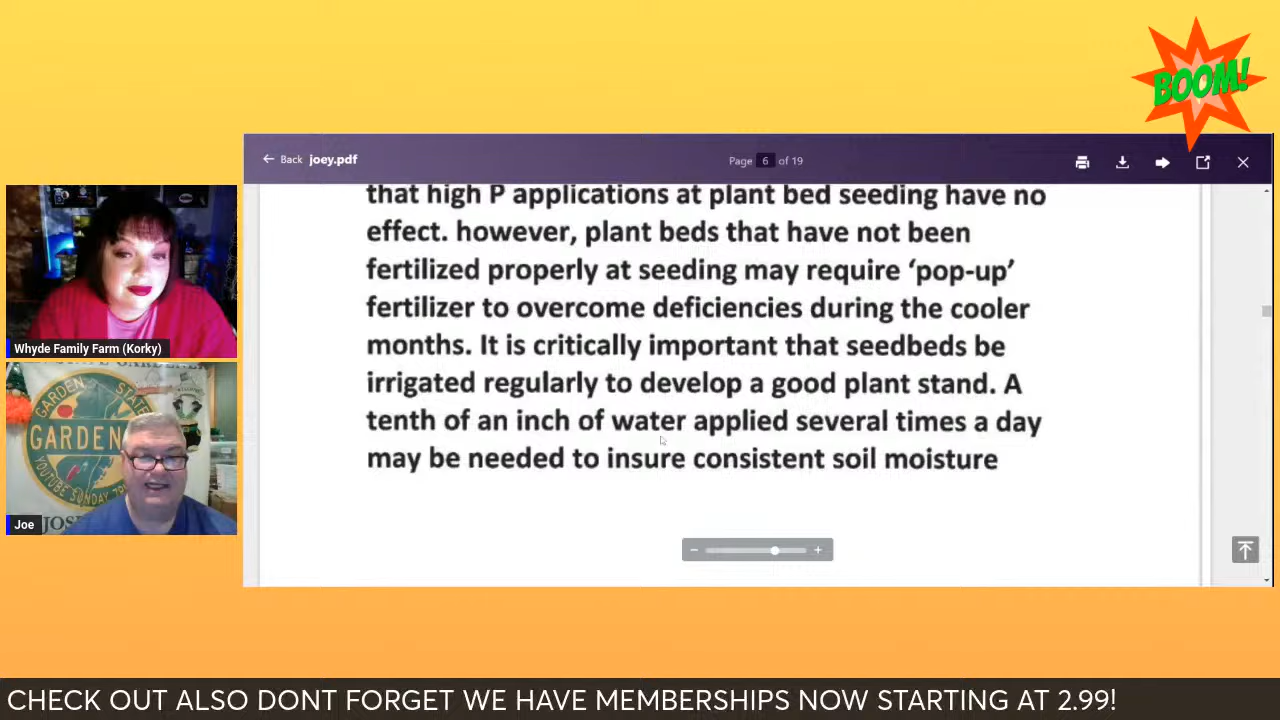 BOOM!
Back joey.pdf
Page 6 of 19
that high P applications at plant bed seeding have no
effect. however, plant beds that have not been
fertilized properly at seeding may require ‘pop-up’
fertilizer to overcome deficiencies during the cooler
months. It is critically important that seedbeds be
irrigated regularly to develop a good plant stand. A
tenth of an inch of water applied several times a day
may be needed to insure consistent soil moisture
Whyde Family Farm (Korky)
GARDEN STATE
GARDEN
YOUTUBE SUNDAY
Joe
CHECK OUT ALSO DONT FORGET WE HAVE MEMBERSHIPS NOW STARTING AT 2.99!